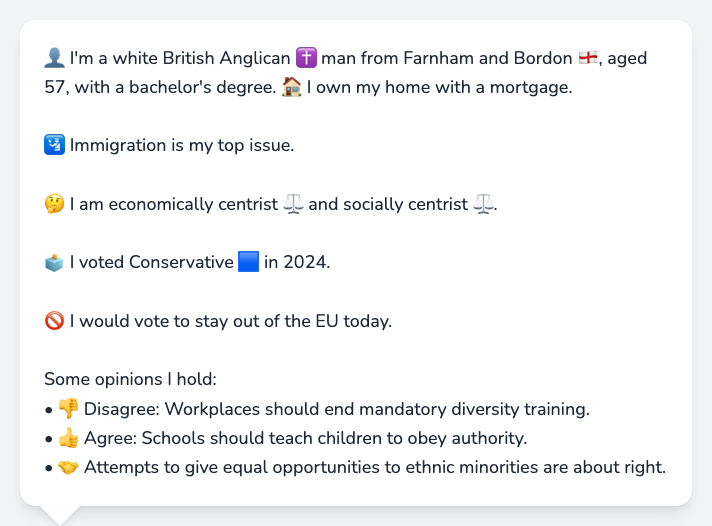 👤 I'm a white British Anglican ✝️ man from Farnham and Bordon 🏴󠁧󠁢󠁥󠁮󠁧󠁿, aged
57, with a bachelor's degree. 🏠 I own my home with a mortgage.
🛂 Immigration is my top issue.
🤔 I am economically centrist ⚖️ and socially centrist ⚖️.
🗳️ I voted Conservative 🟦 in 2024.
🚫 I would vote to stay out of the EU today.
Some opinions I hold:
• 👎 Disagree: Workplaces should end mandatory diversity training.
• 👍 Agree: Schools should teach children to obey authority.
• 🤝 Attempts to give equal opportunities to ethnic minorities are about right.